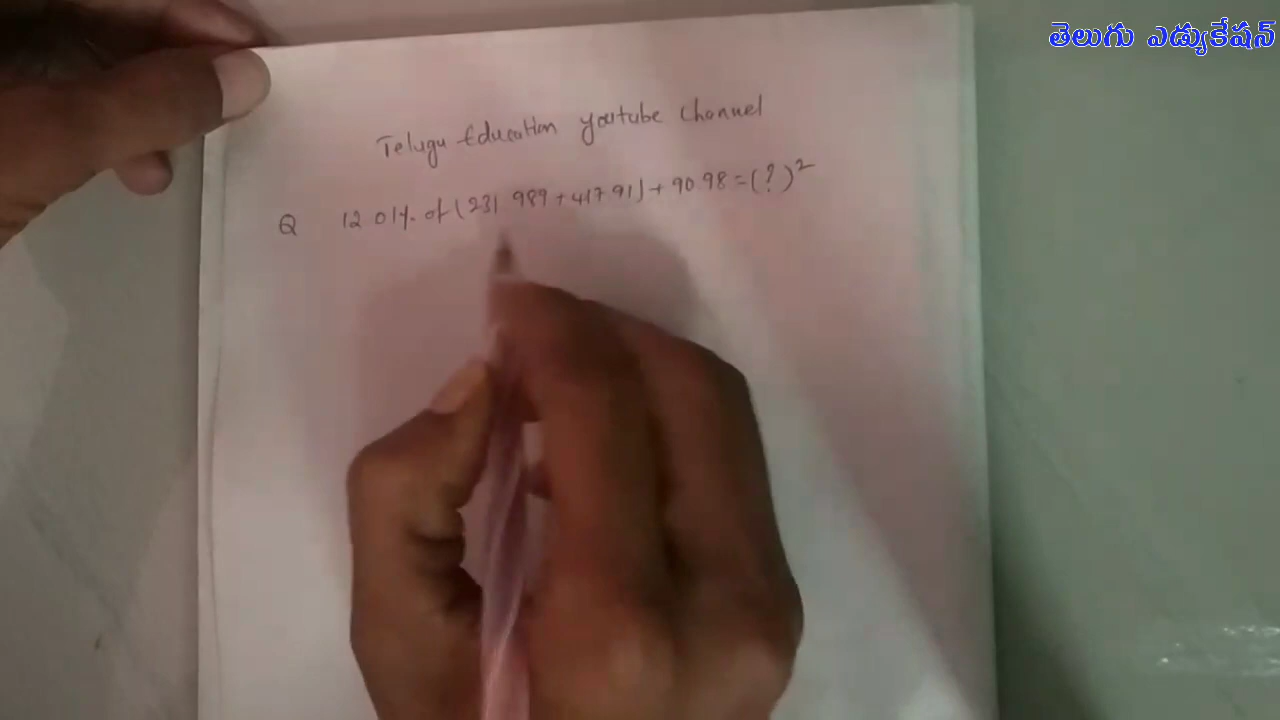 తెలుగు ఎడ్యుకేషన్
Telugu Education youtube channel
Q 12 01% of (231 989 + 417 91) + 90 98 = (?)²